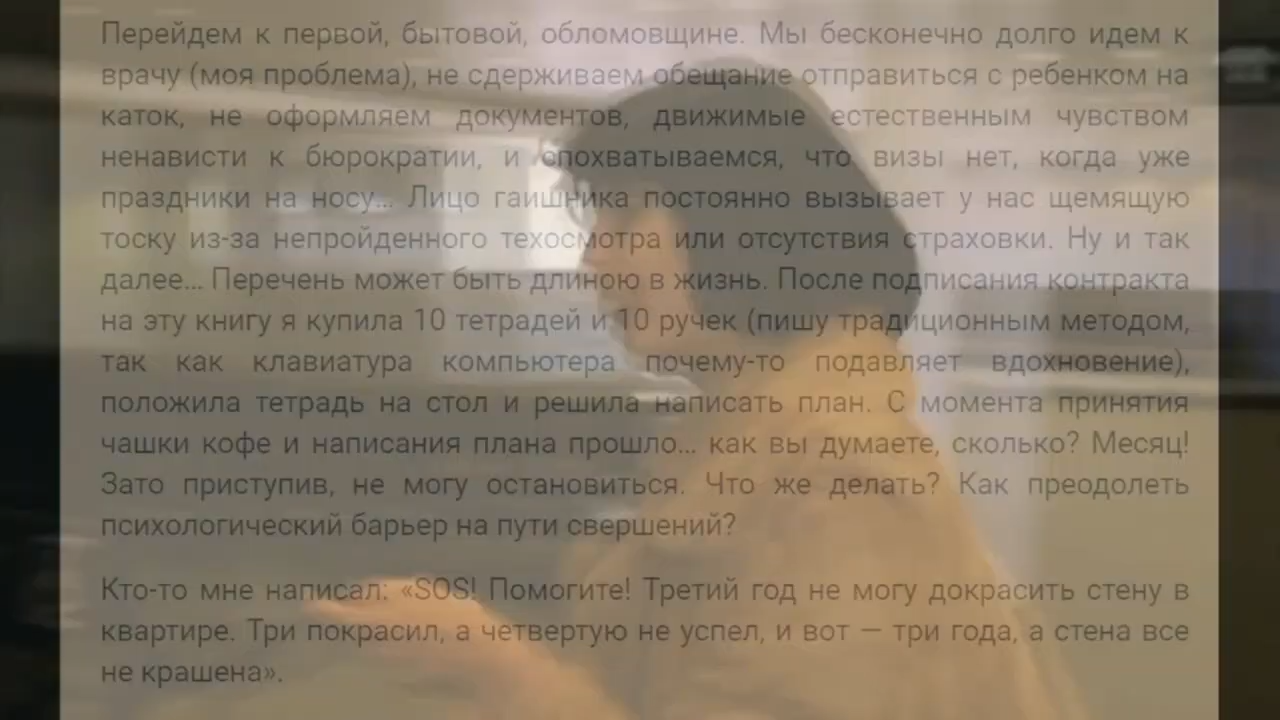 Перейдем к первой, бытовой, обломовщине. Мы бесконечно долго идем к
врачу (моя проблема), не сдерживаем обещание отправиться с ребенком на
каток, не оформляем документов, движимые естественным чувством
ненависти к бюрократии, и спохватываемся, что визы нет, когда уже
праздники на носу... Лицо гаишника постоянно вызывает у нас щемящую
тоску из-за непройденного техосмотра или отсутствия страховки. Ну и так
далее... Перечень может быть длиною в жизнь. После подписания контракта
на эту книгу я купила 10 тетрадей и 10 ручек (пишу традиционным методом,
так как клавиатура компьютера почему-то подавляет вдохновение),
положила тетрадь на стол и решила написать план. С момента принятия
чашки кофе и написания плана прошло... как вы думаете, сколько? Месяц!
Зато приступив, не могу остановиться. Что же делать? Как преодолеть
психологический барьер на пути свершений?
Кто-то мне написал: «SOS! Помогите! Третий год не могу докрасить стену в
квартире. Три покрасил, а четвертую не успел, и вот — три года, а стена все
не крашена».